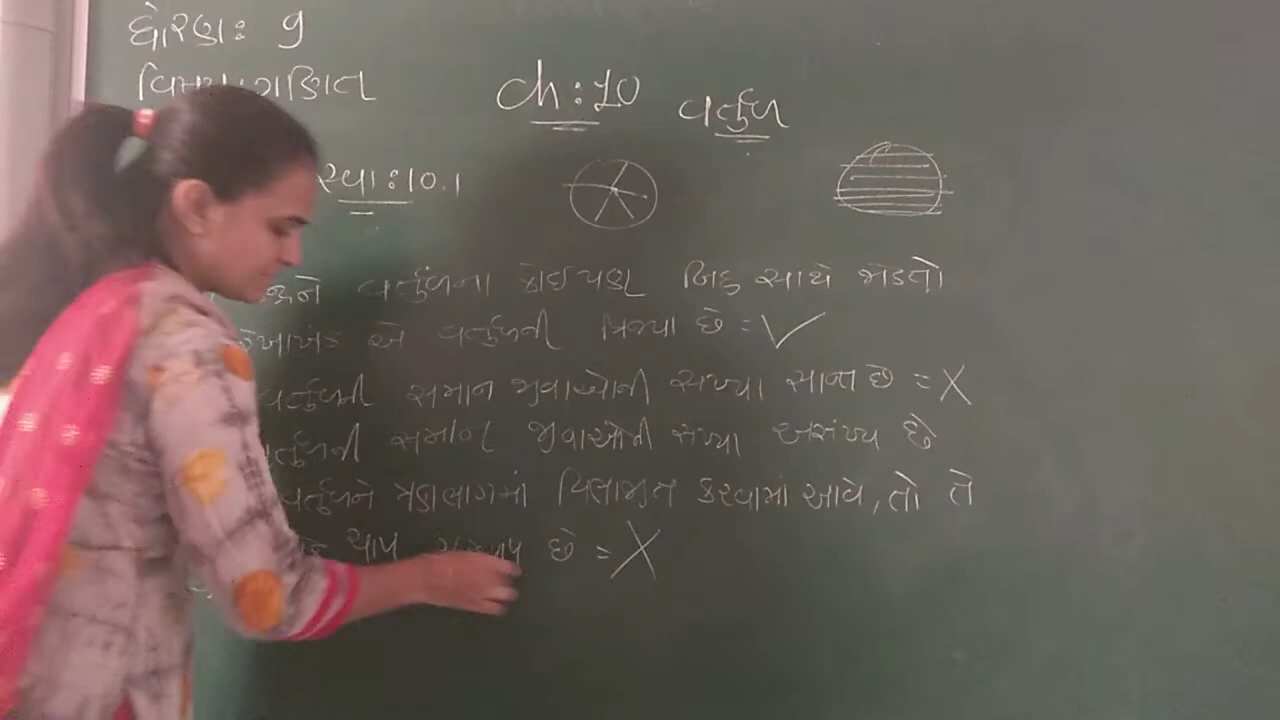 ધોરણ: 9
ગણિત
ch:10 વર્તુળ
10.1
વર્તુળના કોઈપણ બિંદુ સાથે જોડતો
રેખાખંડ એ વર્તુળની ત્રિજ્યા છે = ✓
વર્તુળની સમાન જીવાઓની સંખ્યા સાન્ત છે = X
વર્તુળની સમાન જીવાઓની સંખ્યા અસંખ્ય છે
વર્તુળને ત્રણ ભાગમાં વિભાજીત કરવામાં આવે, તો તે
ચાપ છે = X